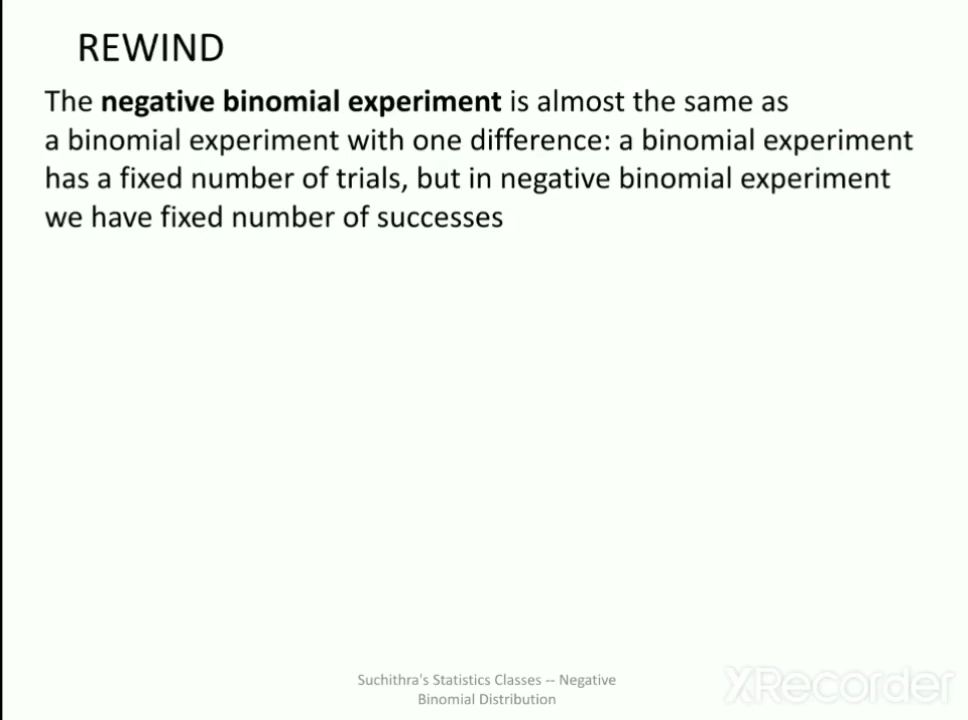 REWIND
The negative binomial experiment is almost the same as
a binomial experiment with one difference: a binomial experiment
has a fixed number of trials, but in negative binomial experiment
we have fixed number of successes
Suchithra's Statistics Classes -- Negative
Binomial Distribution
XRecorder